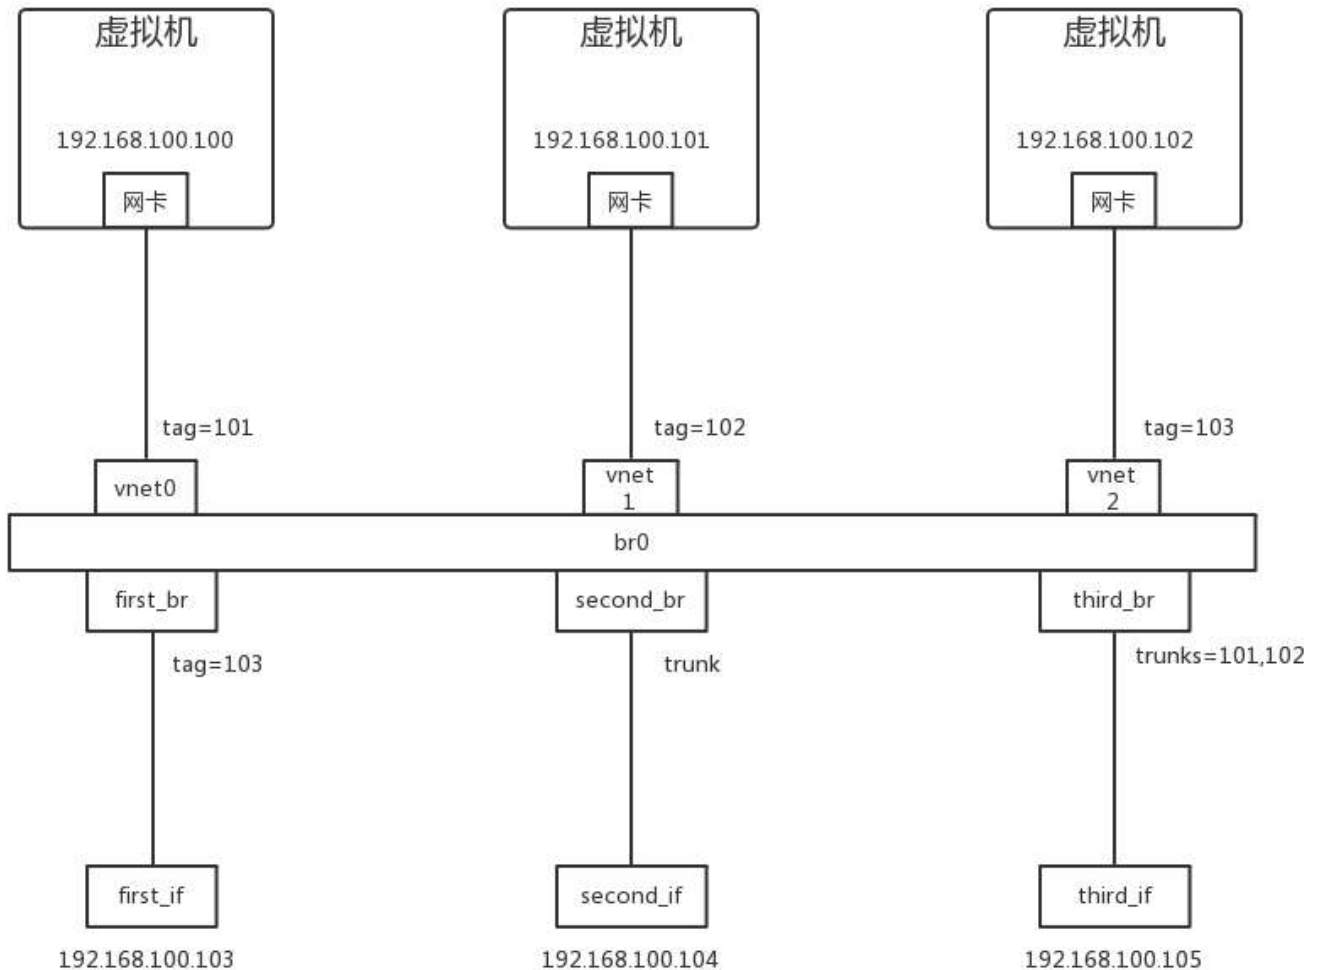 虚拟机
虚拟机
虚拟机
192.168.100.100
192.168.100.101
192.168.100.102
网卡
网卡
网卡
tag=101
tag=102
tag=103
vnet0
vnet
1
vnet
2
br0
first_br
second_br
third_br
tag=103
trunk
trunks=101,102
first_if
second_if
third_if
192.168.100.103
192.168.100.104
192.168.100.105